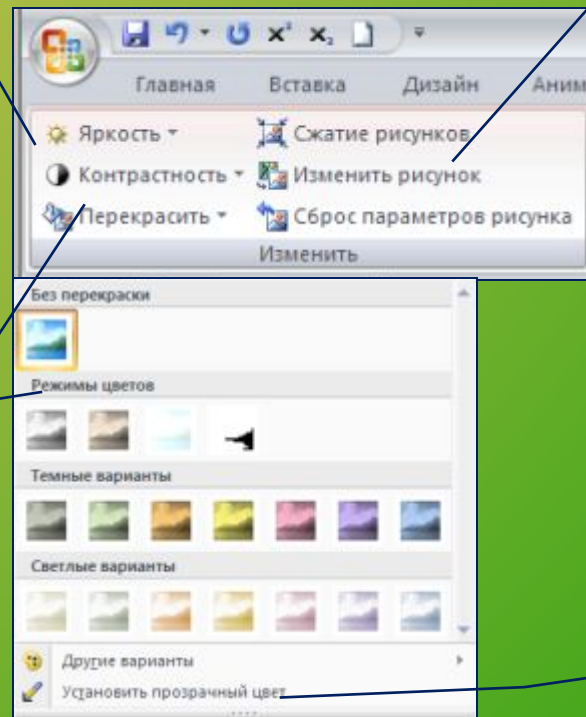 Главная Вставка Дизайн Аним
Яркость Сжатие рисунков
Контрастность Изменить рисунок
Перекрасить Сброс параметров рисунка
Изменить
Без перекраски
Режимы цветов
Темные варианты
Светлые варианты
Другие варианты
Установить прозрачный цвет